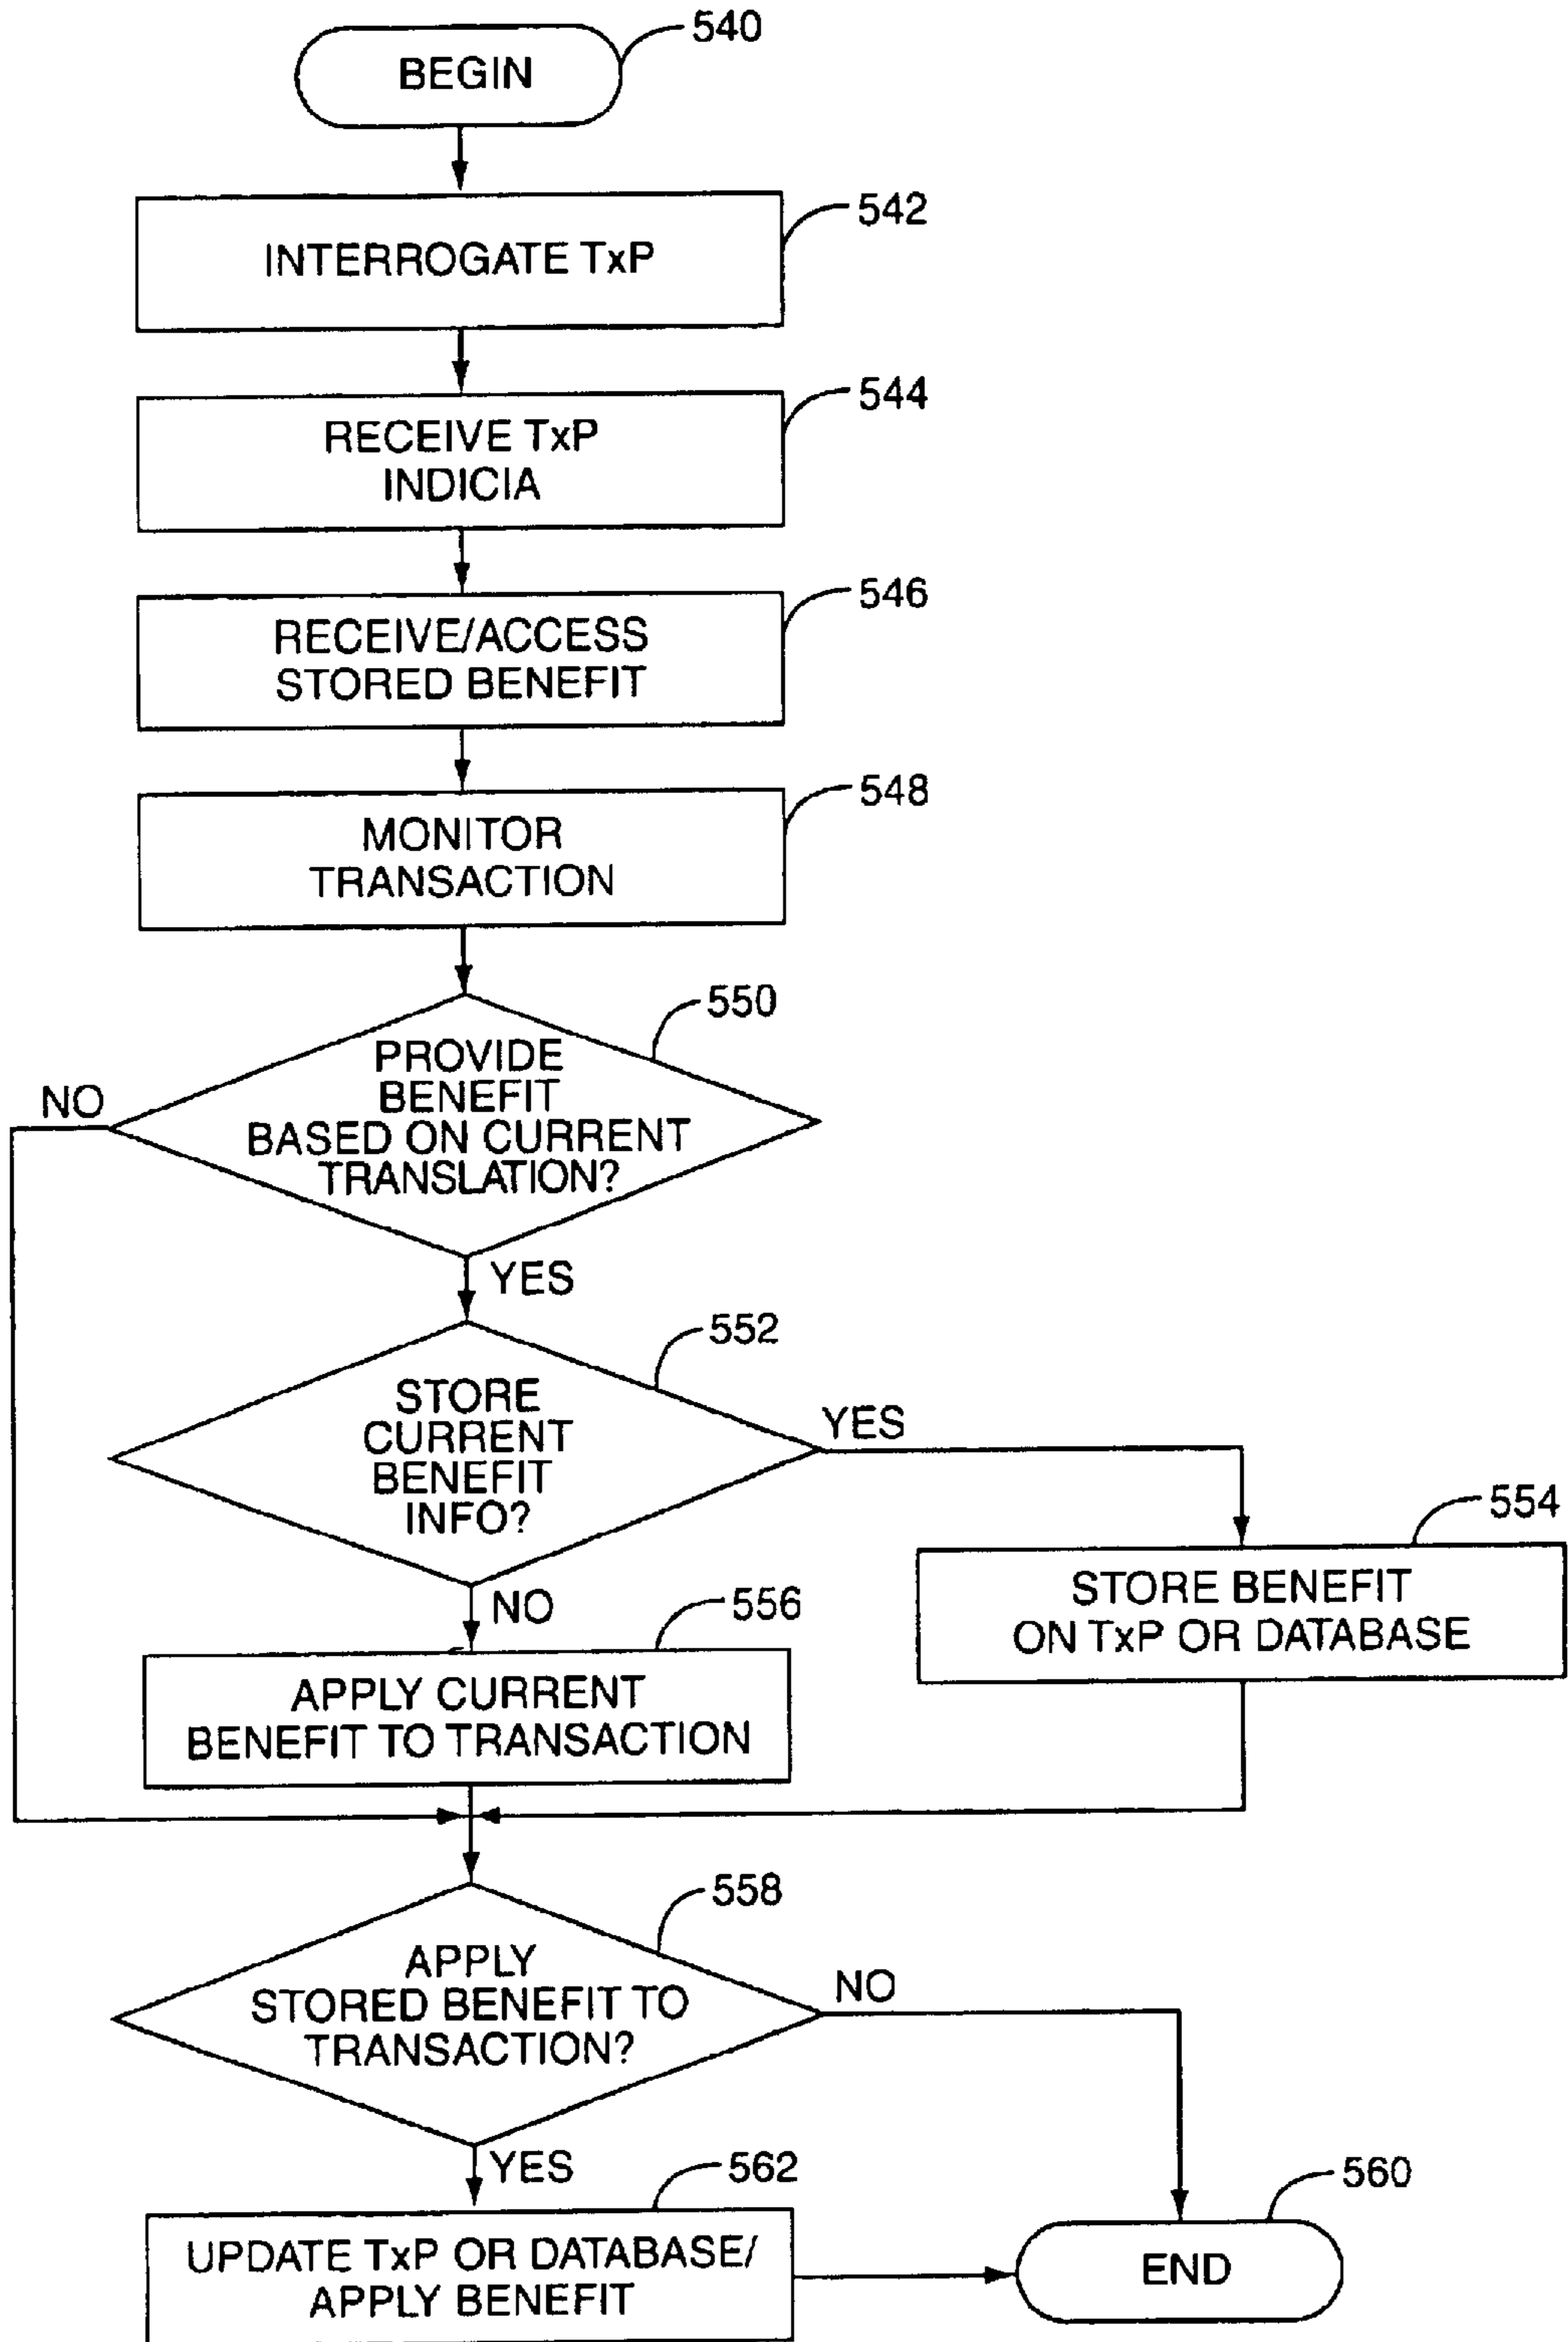 540
BEGIN
542
INTERROGATE TxP
544
RECEIVE TxP
INDICIA
546
RECEIVE/ACCESS
STORED BENEFIT
548
MONITOR
TRANSACTION
550
PROVIDE
BENEFIT
BASED ON CURRENT
TRANSLATION?
NO
YES
552
STORE
CURRENT
BENEFIT
INFO?
YES
554
STORE BENEFIT
ON TxP OR DATABASE
NO
556
APPLY CURRENT
BENEFIT TO TRANSACTION
558
APPLY
STORED BENEFIT TO
TRANSACTION?
NO
YES
562
UPDATE TxP OR DATABASE/
APPLY BENEFIT
560
END